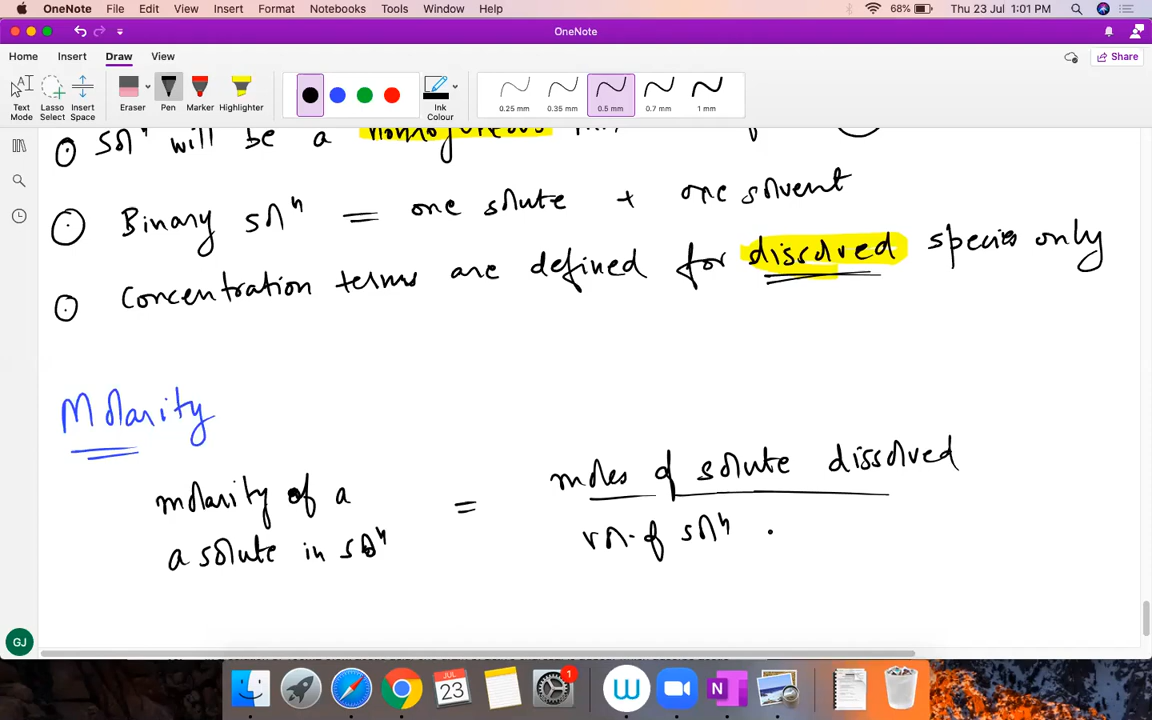 OneNote File Edit View Insert Format Notebooks Tools Window Help 68% Thu 23 Jul 1:01 PM
OneNote
Home Insert Draw View Share
Text Mode Lasso Select Insert Space Eraser Pen Marker Highlighter Ink Colour 0.25 mm 0.35 mm 0.5 mm 0.7 mm 1 mm
solⁿ will be a homogeneous
Binary solⁿ = one solute + one solvent
Concentration terms are defined for dissolved species only
Molarity
molarity of a = moles of solute dissolved
a solute in solⁿ vol. of solⁿ
GJ
JUL 23 1 W N